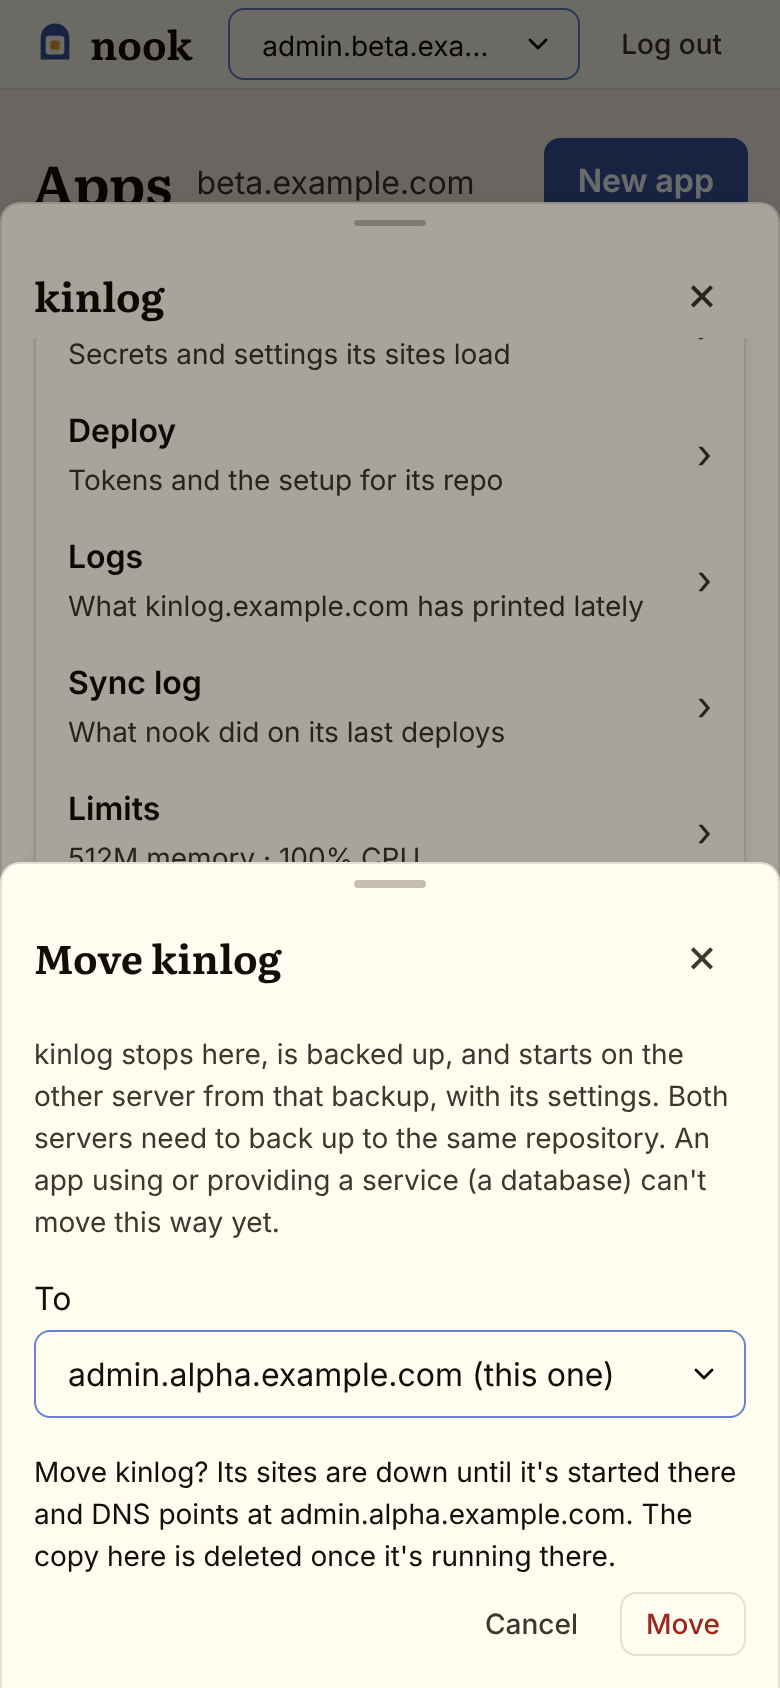 nook
admin.beta.exa...
Log out
Apps
beta.example.com
New app
kinlog
Secrets and settings its sites load
Deploy
Tokens and the setup for its repo
Logs
What kinlog.example.com has printed lately
Sync log
What nook did on its last deploys
Limits
512M memory · 100% CPU
Move kinlog
kinlog stops here, is backed up, and starts on the
other server from that backup, with its settings. Both
servers need to back up to the same repository. An
app using or providing a service (a database) can't
move this way yet.
To
admin.alpha.example.com (this one)
Move kinlog? Its sites are down until it's started there
and DNS points at admin.alpha.example.com. The
copy here is deleted once it's running there.
Cancel
Move